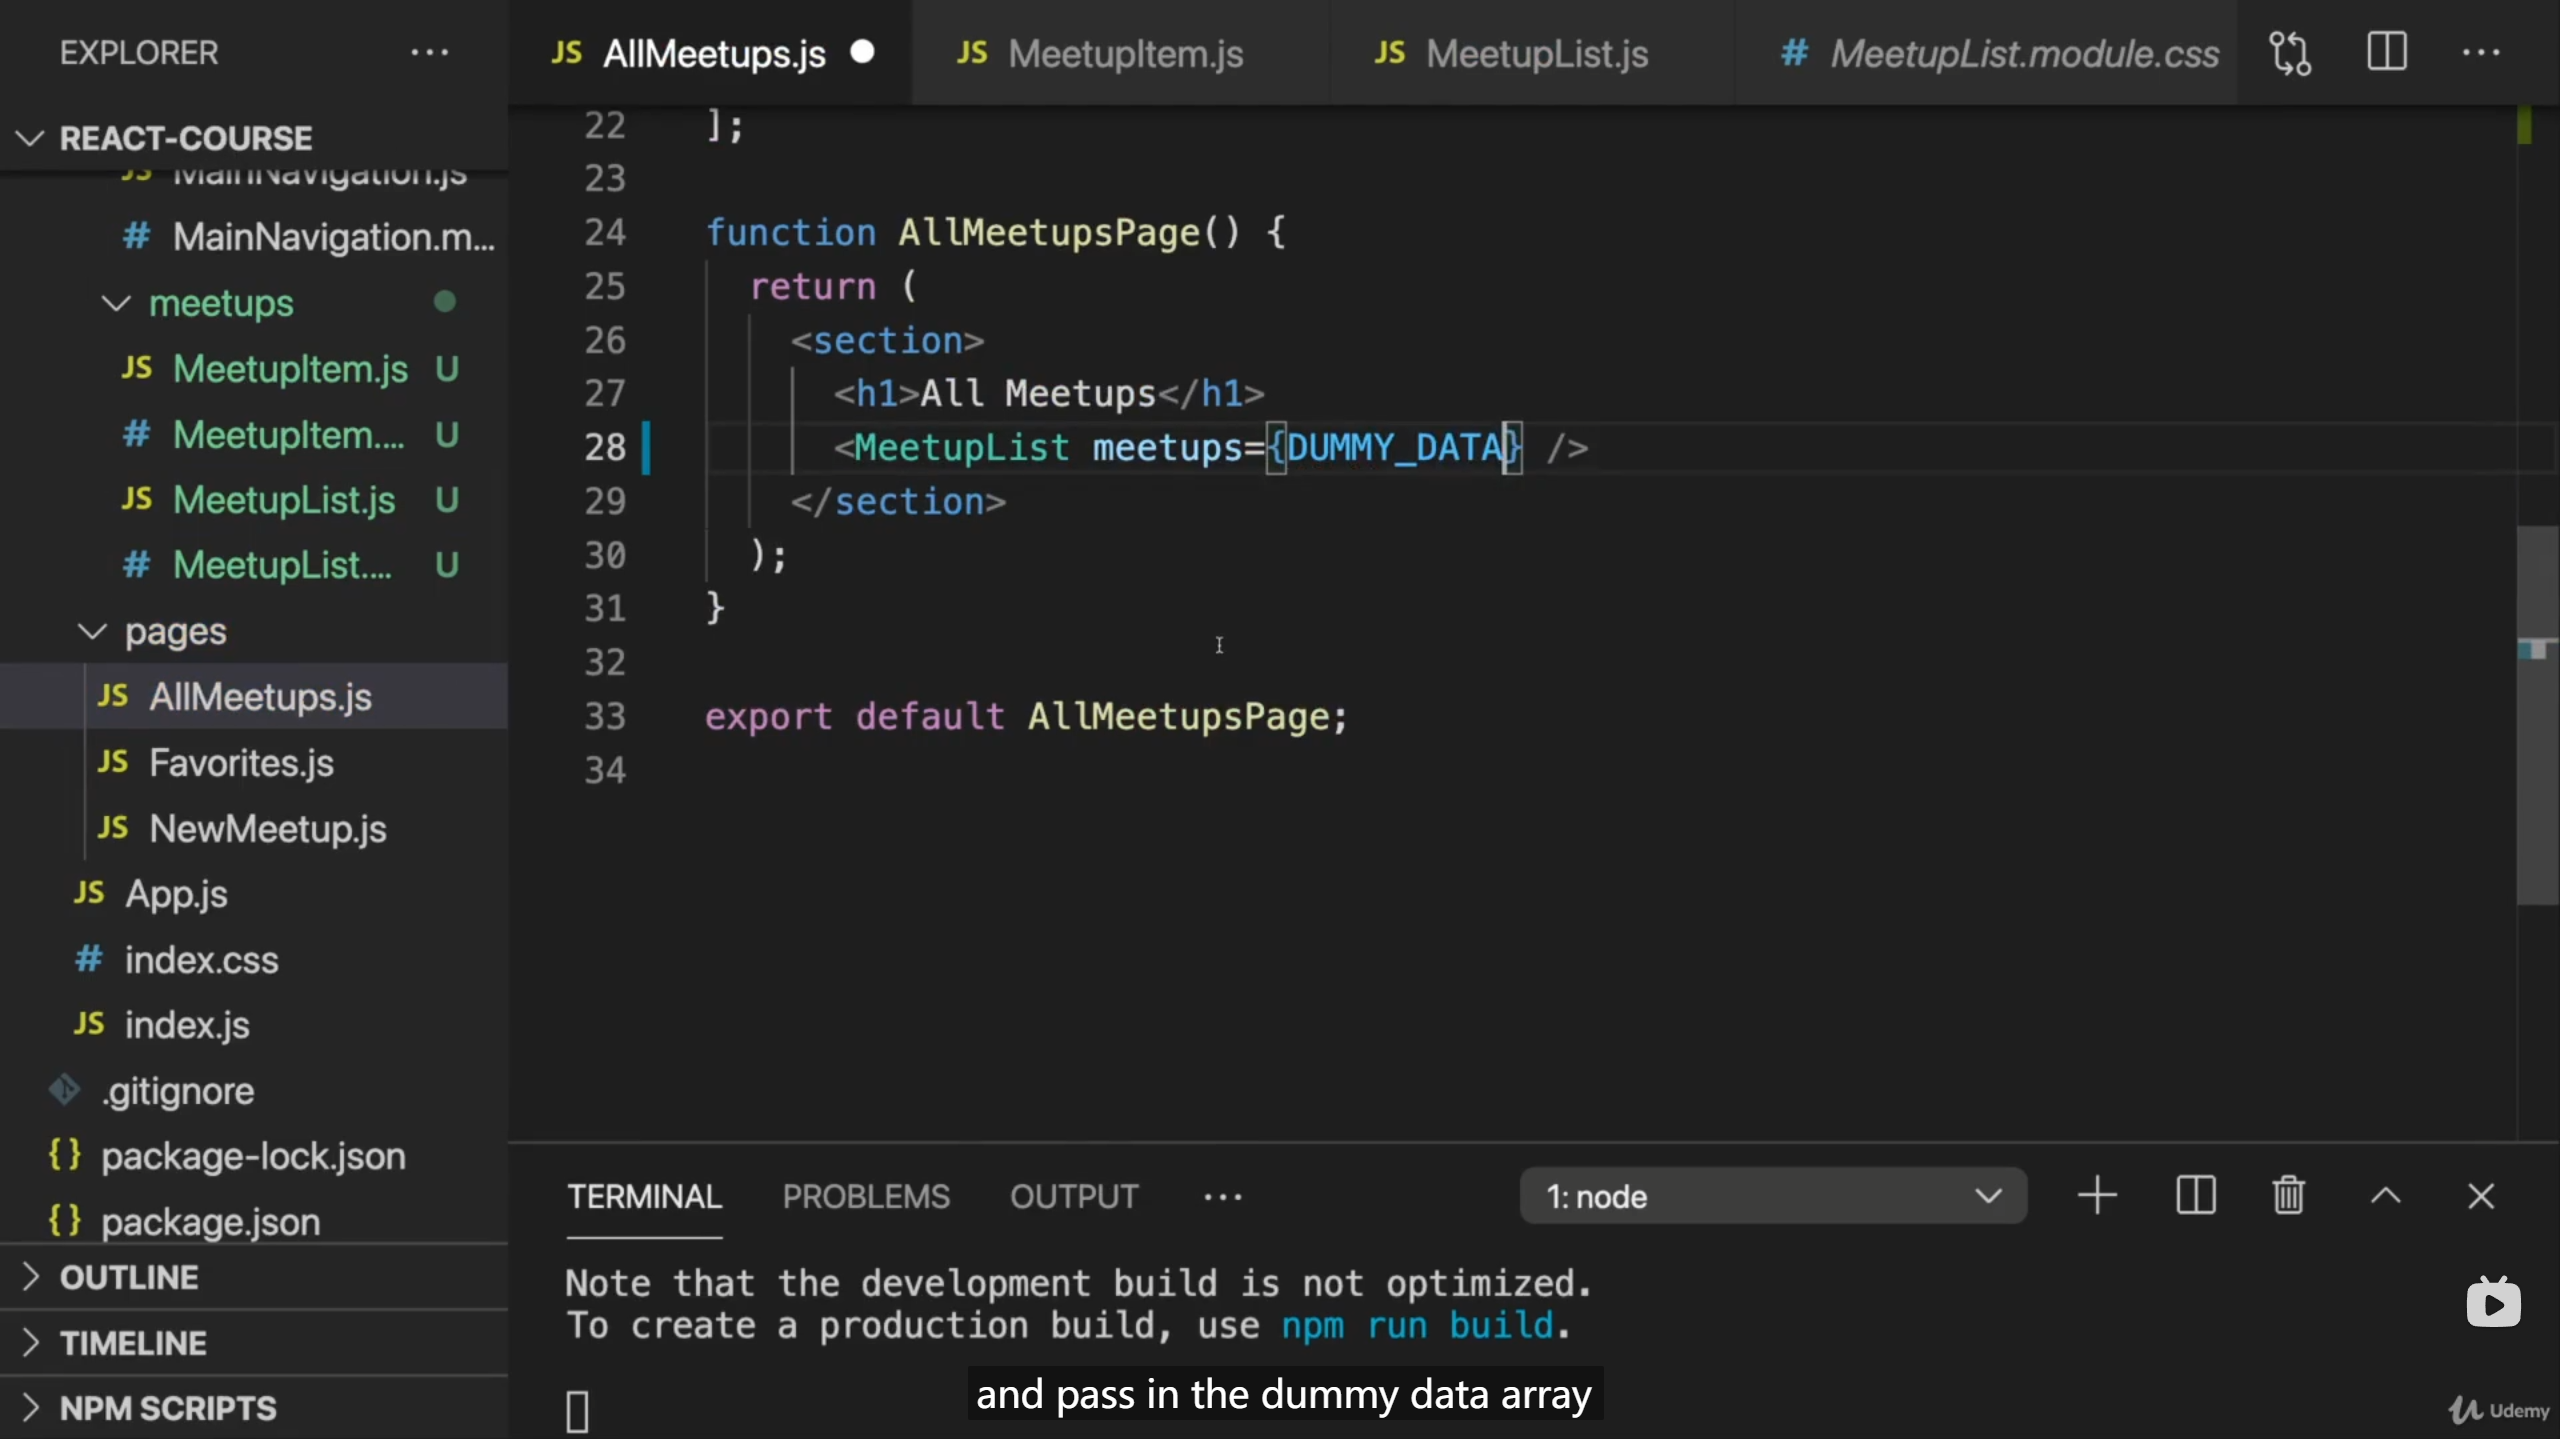 EXPLORER
REACT-COURSE
MainNavigation.js
# MainNavigation.m...
meetups
JS MeetupItem.js U
# MeetupItem.... U
JS MeetupList.js U
# MeetupList.... U
pages
JS AllMeetups.js
JS Favorites.js
JS NewMeetup.js
JS App.js
# index.css
JS index.js
.gitignore
{} package-lock.json
{} package.json
OUTLINE
TIMELINE
NPM SCRIPTS
JS AllMeetups.js
JS MeetupItem.js
JS MeetupList.js
# MeetupList.module.css
22 ];
23
24 function AllMeetupsPage() {
25 return (
26 <section>
27 <h1>All Meetups</h1>
28 <MeetupList meetups={DUMMY_DATA} />
29 </section>
30 );
31 }
32
33 export default AllMeetupsPage;
34
TERMINAL PROBLEMS OUTPUT ... 1: node
Note that the development build is not optimized.
To create a production build, use npm run build.
and pass in the dummy data array
Udemy